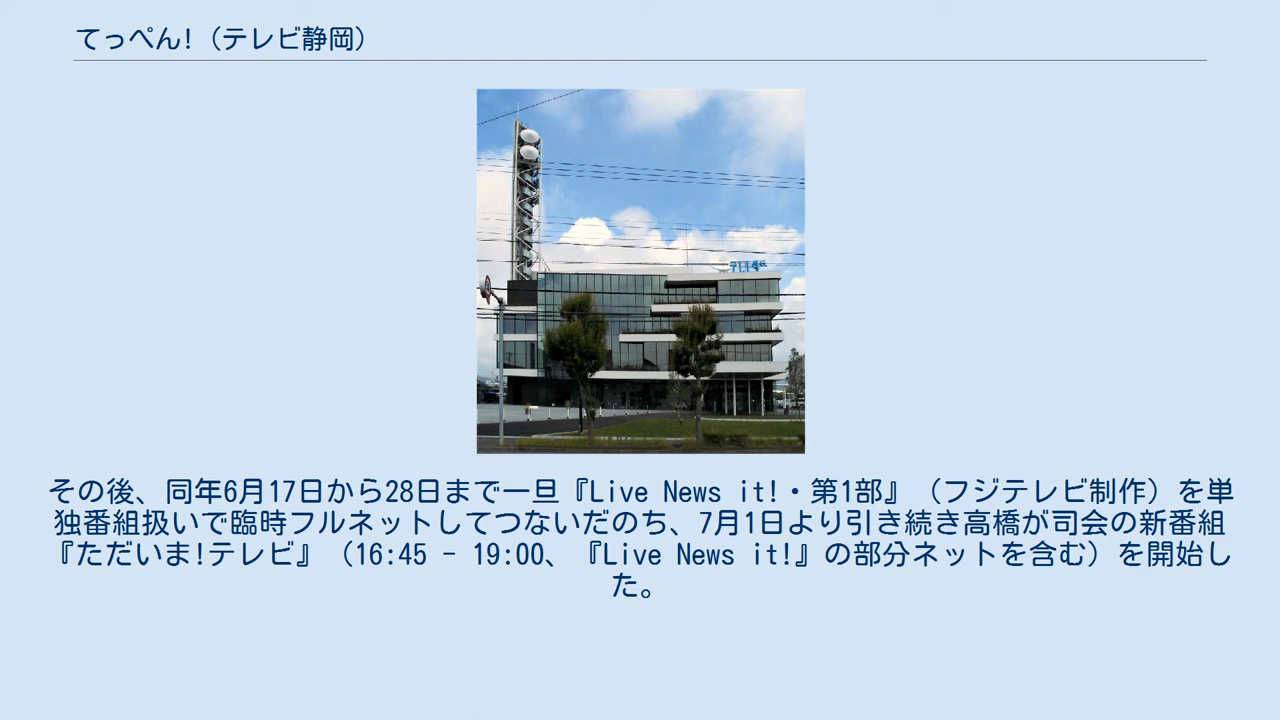 てっぺん!（テレビ静岡）
その後、同年6月17日から28日まで一旦『Live News it!・第1部』（フジテレビ制作）を単
独番組扱いで臨時フルネットしてつないだのち、7月1日より引き続き高橋が司会の新番組
『ただいま!テレビ』（16:45 – 19:00、『Live News it!』の部分ネットを含む）を開始し
た。